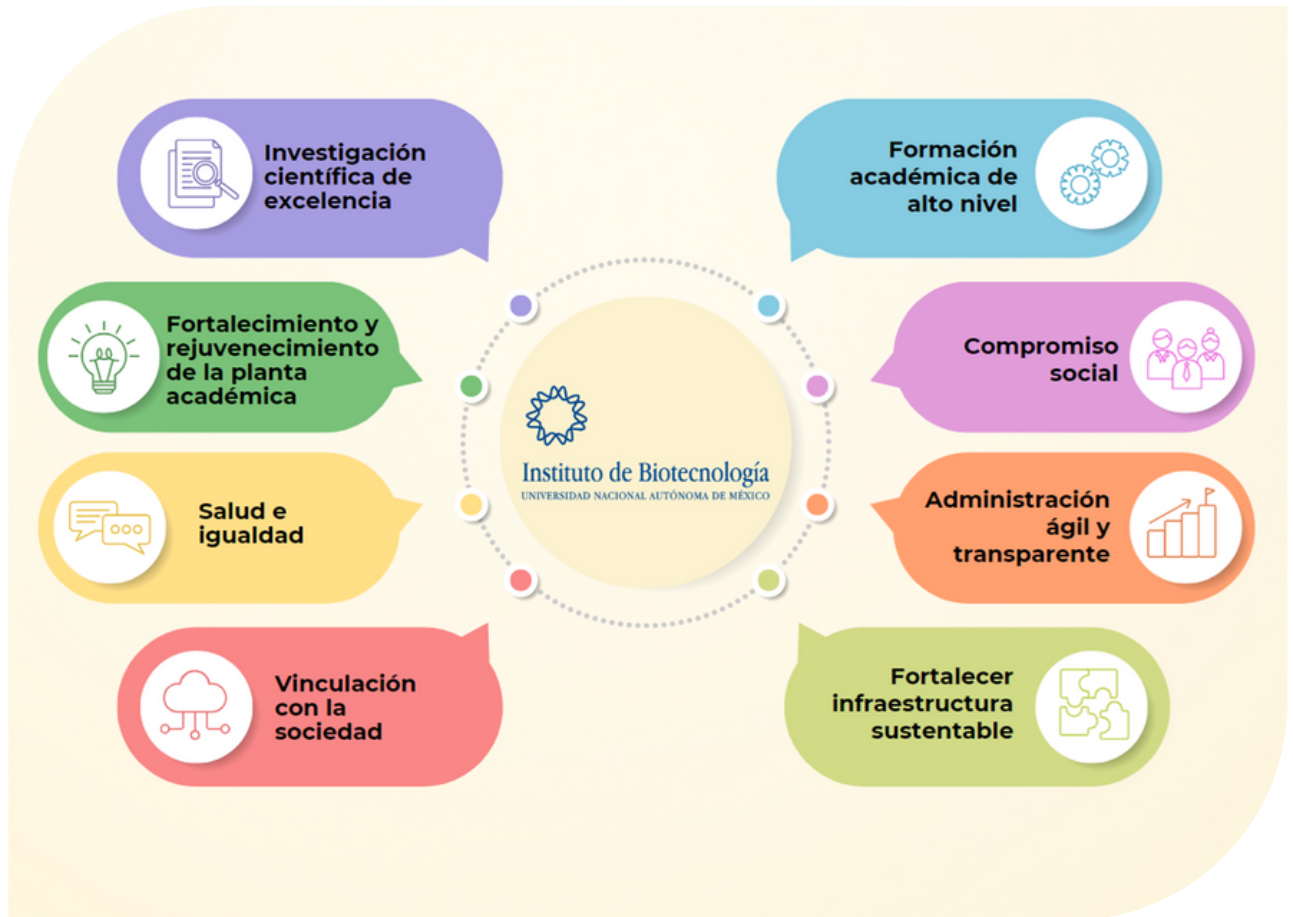 Investigación
científica de
excelencia
Formación
académica de
alto nivel
Fortalecimiento y
rejuvenecimiento
de la planta
académica
Compromiso
social
Instituto de Biotecnología
UNIVERSIDAD NACIONAL AUTÓNOMA DE MÉXICO
Salud e
igualdad
Administración
ágil y
transparente
Vinculación
con la
sociedad
Fortalecer
infraestructura
sustentable